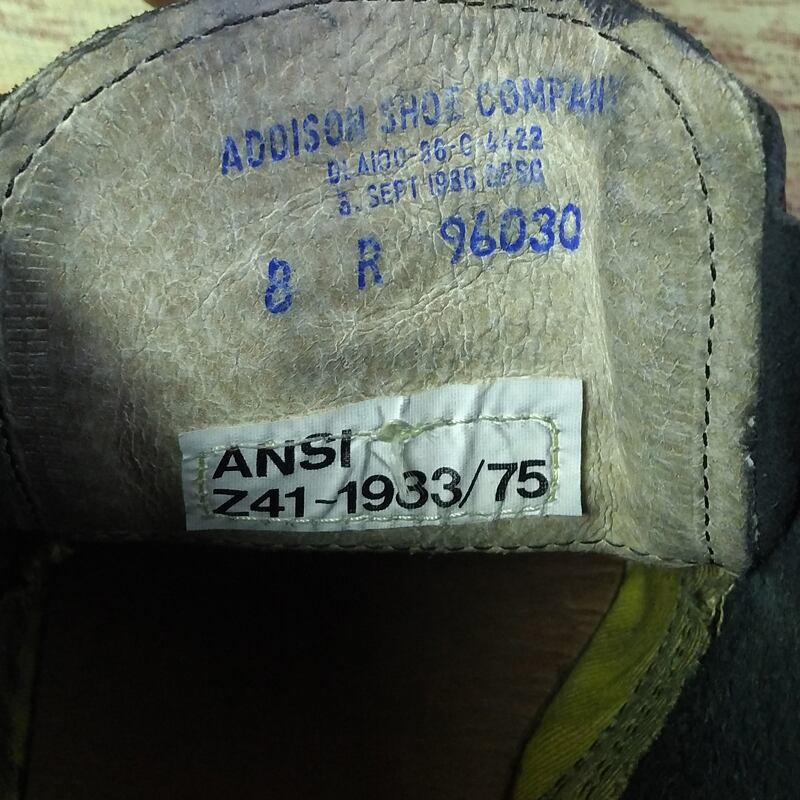 ADDISON SHOE COMPANY
DLA100-86-C-4422
3. SEPT 1986 DPSC
8 R 96030
ANSI
Z41-1983/75